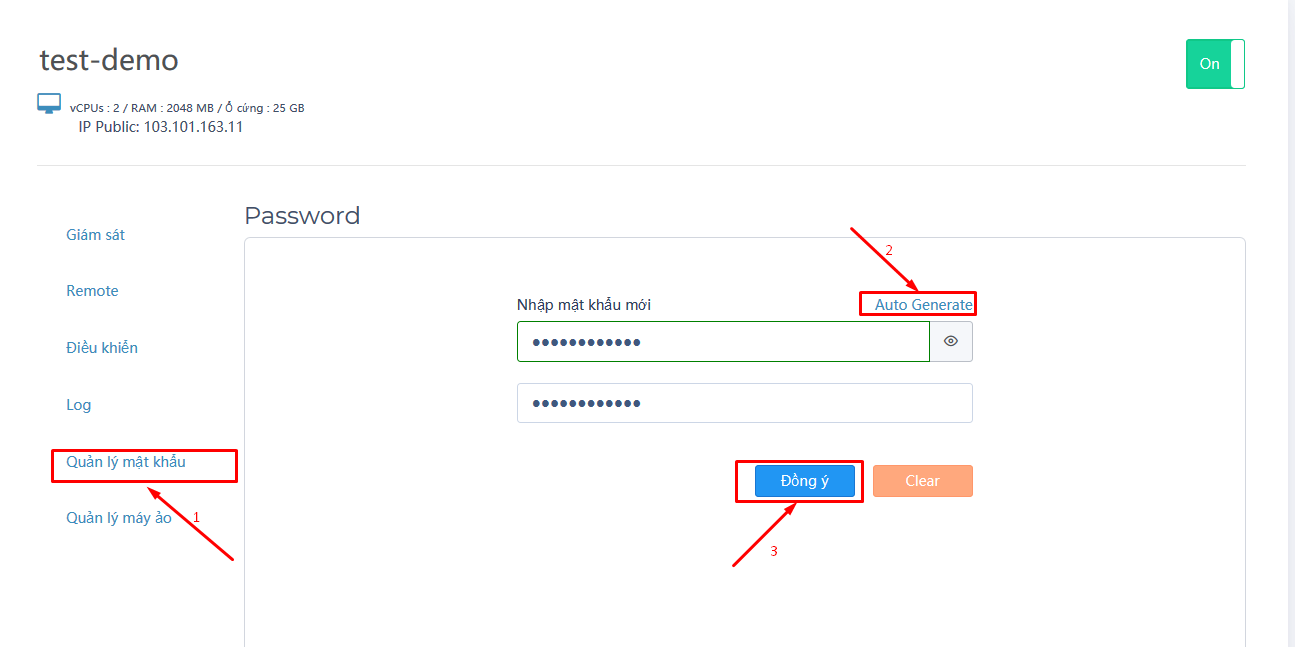 test-demo
On
vCPUs : 2 / RAM : 2048 MB / Ổ cứng : 25 GB
IP Public: 103.101.163.11
Giám sát
Remote
Điều khiển
Log
Quản lý mật khẩu
1
Quản lý máy ảo
Password
2
Nhập mật khẩu mới
Auto Generate
●●●●●●●●●●●●
●●●●●●●●●●●●
Đồng ý
Clear
3